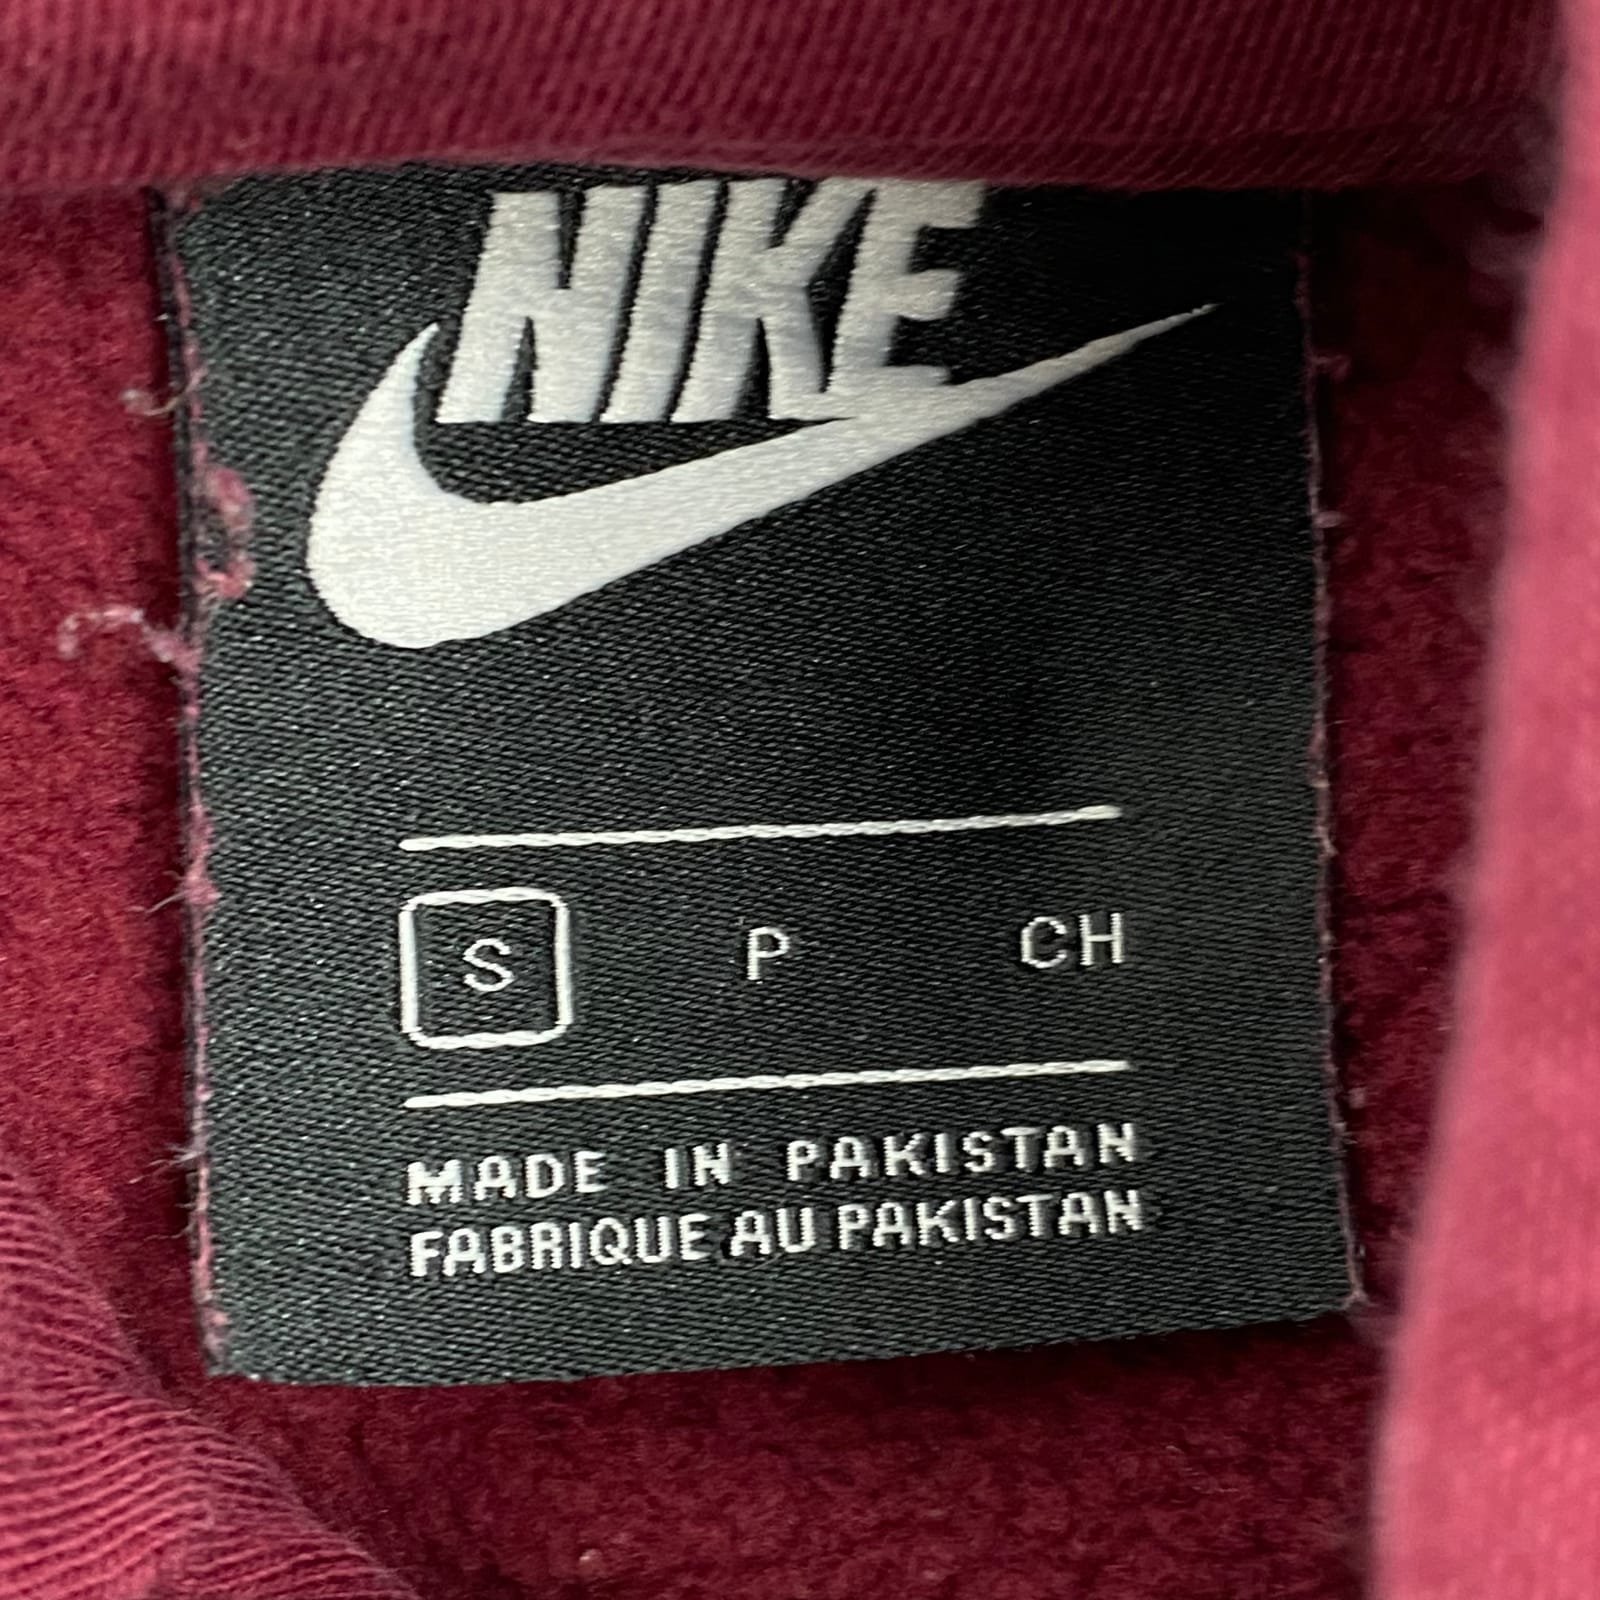 NIKE
S P CH
MADE IN PAKISTAN
FABRIQUE AU PAKISTAN